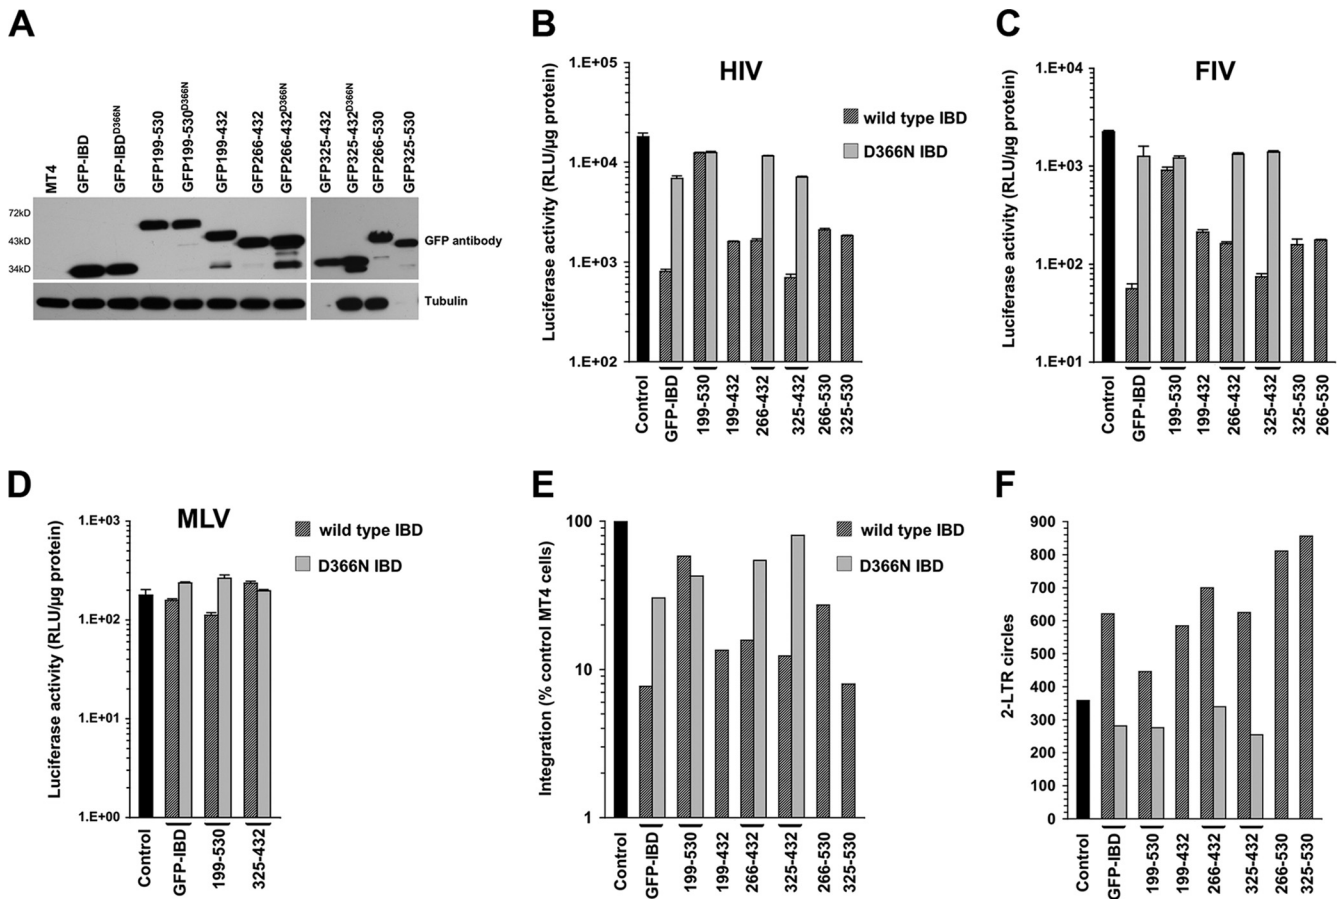 A
MT4
GFP-IBD
GFP-IBD^D366N
GFP199-530
GFP199-530^D366N
GFP199-432
GFP266-432
GFP266-432^D366N
GFP325-432
GFP325-432^D366N
GFP266-530
GFP325-530
72kD
43kD
34kD
GFP antibody
Tubulin
B
HIV
Luciferase activity (RLU/µg protein)
1.E+05
1.E+04
1.E+03
1.E+02
wild type IBD
D366N IBD
Control
GFP-IBD
199-530
199-432
266-432
325-432
266-530
325-530
C
FIV
Luciferase activity (RLU/µg protein)
1.E+04
1.E+03
1.E+02
1.E+01
Control
GFP-IBD
199-530
199-432
266-432
325-432
325-530
266-530
D
MLV
Luciferase activity (RLU/µg protein)
1.E+03
1.E+02
1.E+01
1.E+00
wild type IBD
D366N IBD
Control
GFP-IBD
199-530
325-432
E
Integration (% control MT4 cells)
100
10
1
wild type IBD
D366N IBD
Control
GFP-IBD
199-530
199-432
266-432
325-432
266-530
325-530
F
2-LTR circles
900
800
700
600
500
400
300
200
100
0
Control
GFP-IBD
199-530
199-432
266-432
325-432
266-530
325-530